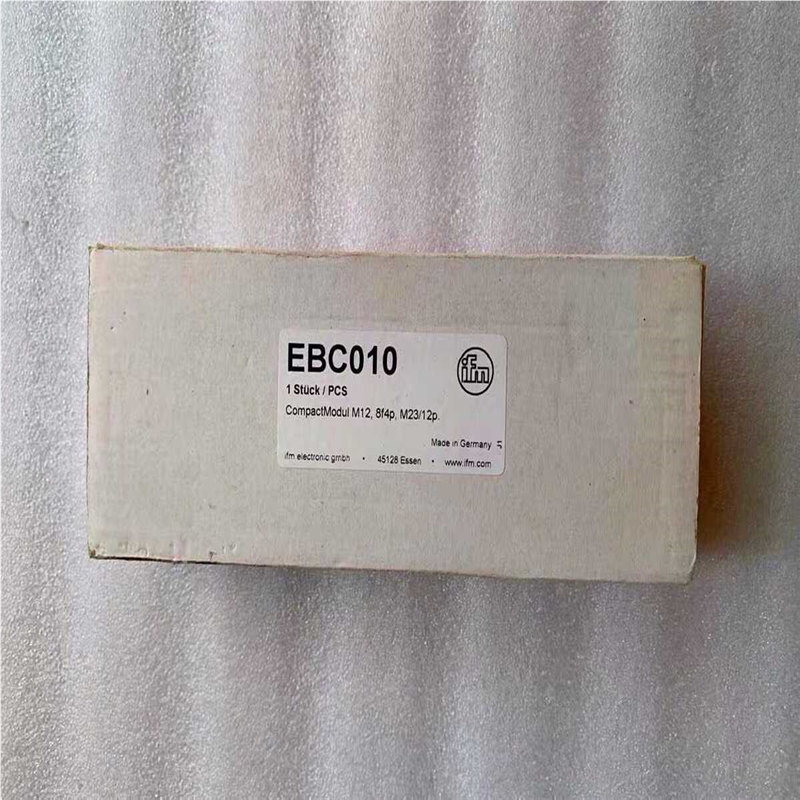 EBC010
ifm
1 Stück / PCS
CompactModul M12, 8f4p, M23/12p.
Made in Germany
ifm electronic gmbh • 45128 Essen • www.ifm.com